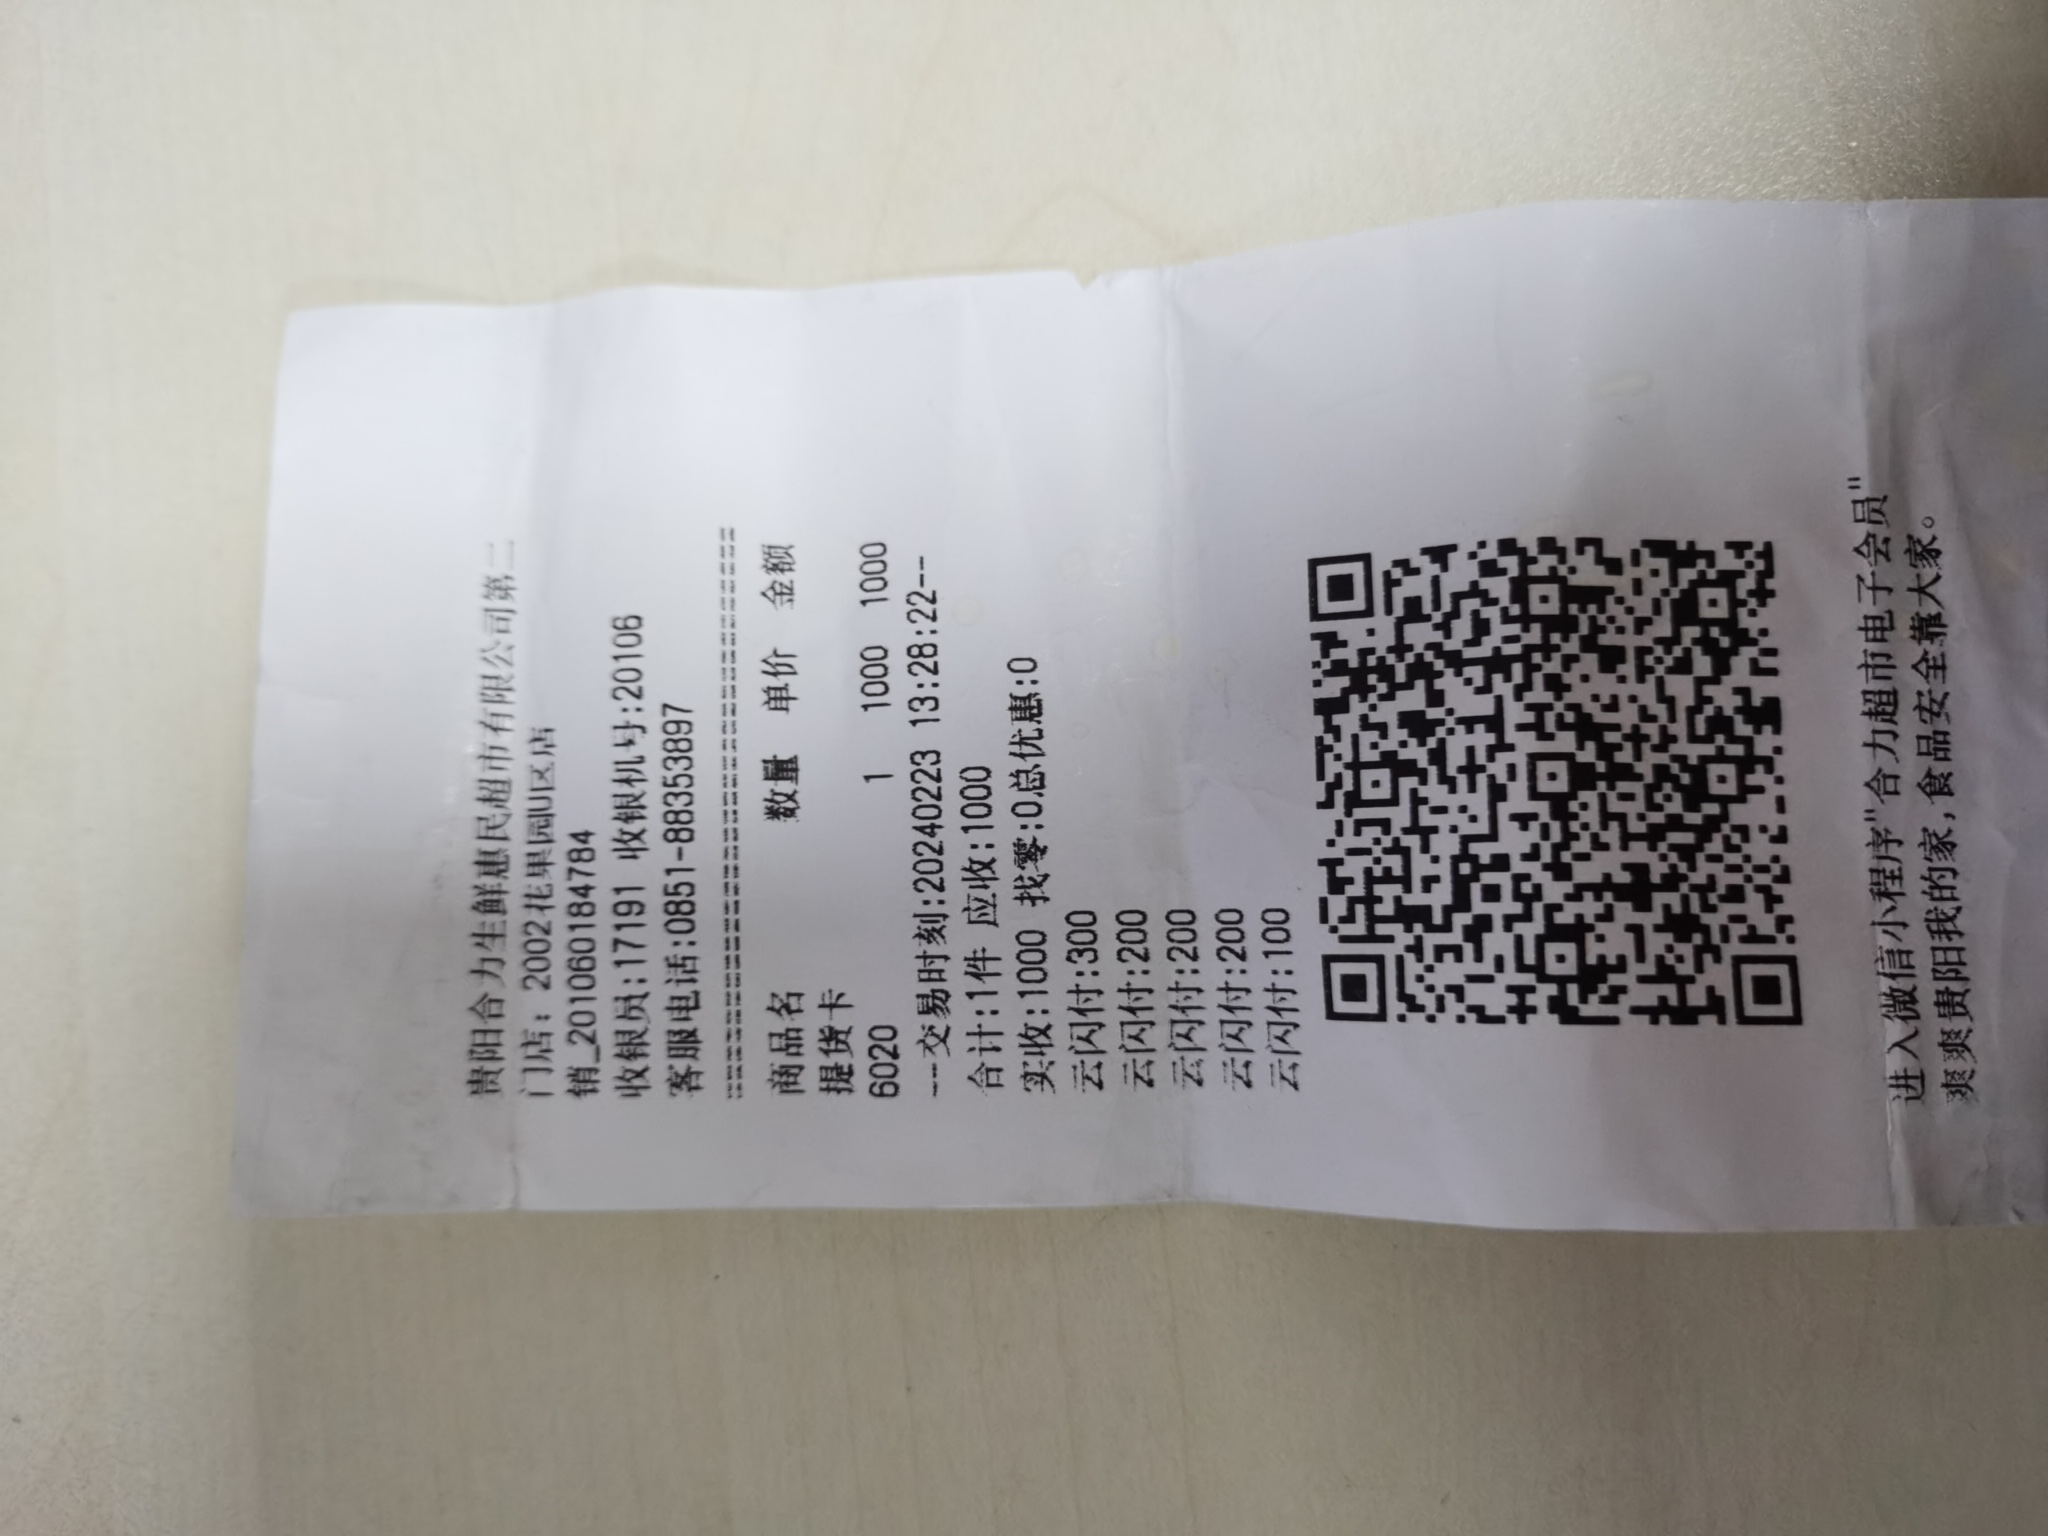 贵阳合力生鲜惠民超市有限公司第二
门店：2002花果园U区店
销_2010606184784
收银员:17191 收银机号:20106
客服电话:0851-88353897
================================
商品名 数量 单价 金额
提货卡
6020 1 1000 1000
--交易时刻:20240223 13:28:22--
合计:1件 应收:1000
实收:1000 找零:0总优惠:0
云闪付:300
云闪付:200
云闪付:200
云闪付:200
云闪付:100
进入微信小程序"合力超市电子会员"
爽爽贵阳我的家,食品安全靠大家。